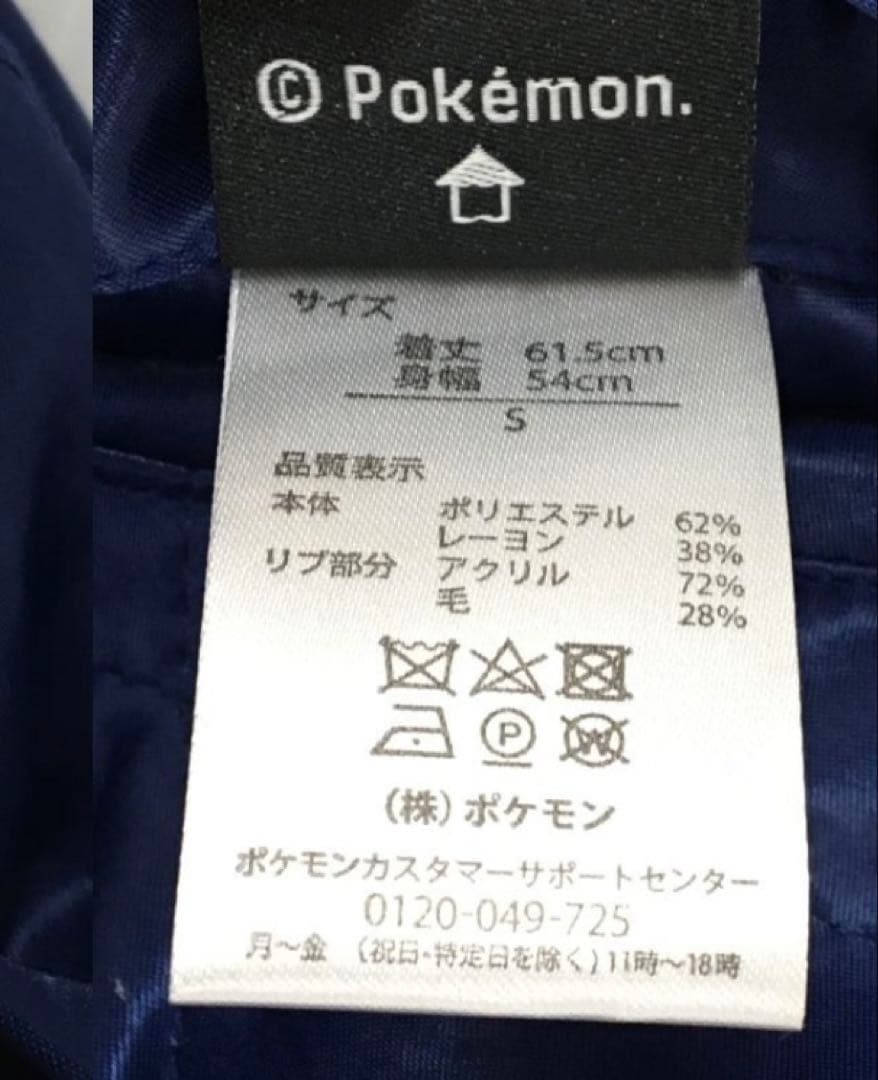 © Pokémon.
サイズ
着丈 61.5cm
身幅 54cm
S
品質表示
本体 ポリエステル 62%
レーヨン 38%
リブ部分 アクリル 72%
毛 28%
P
W
(株)ポケモン
ポケモンカスタマーサポートセンター
0120-049-725
月〜金 (祝日・特定日を除く) 11時〜18時